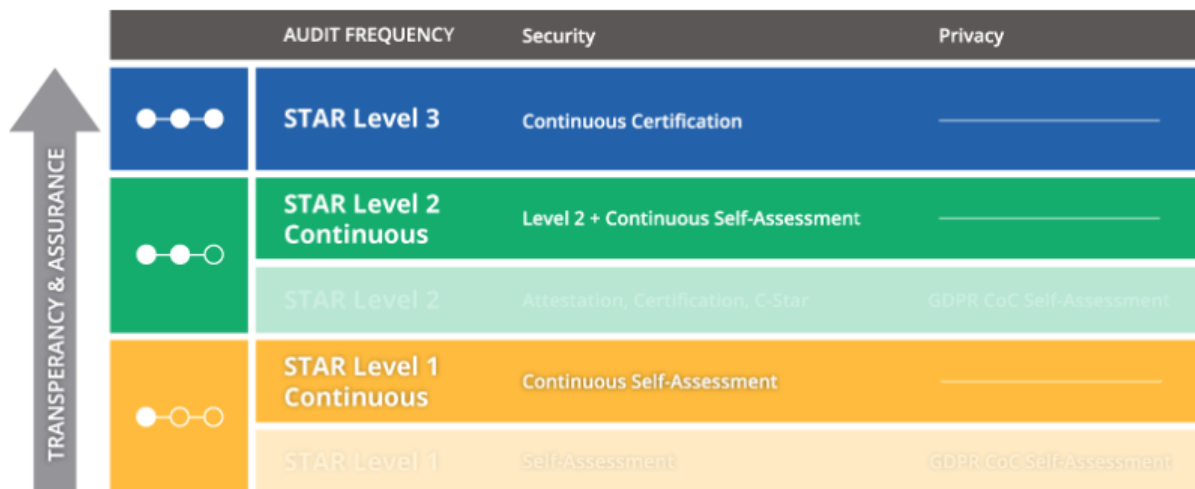 AUDIT FREQUENCY Security Privacy
STAR Level 3 Continuous Certification
STAR Level 2
Continuous
Level 2 + Continuous Self-Assessment
STAR Level 2 Attestation, Certification, C-Star GDPR CoC Self-Assessment
STAR Level 1
Continuous
Continuous Self-Assessment
STAR Level 1 Self-Assessment GDPR CoC Self-Assessment
TRANSPERANCY & ASSURANCE